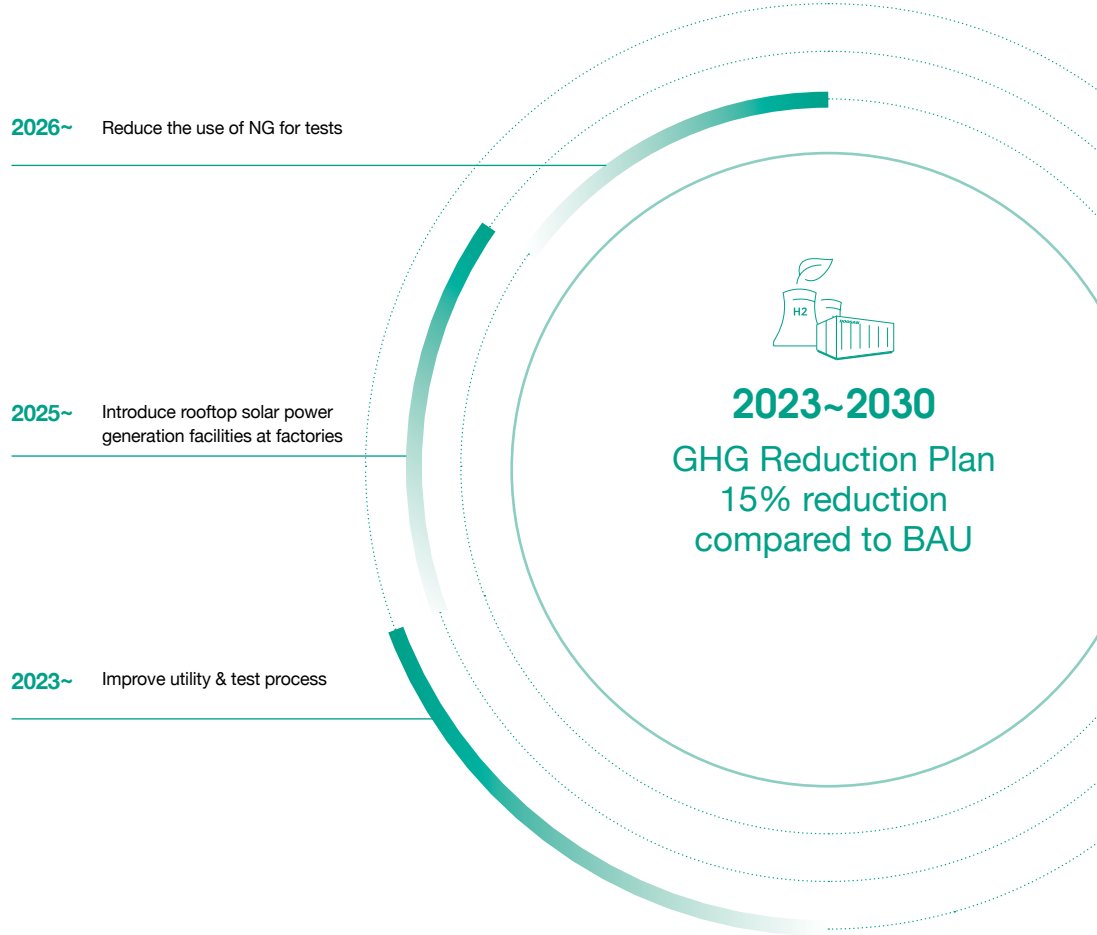 2026~ Reduce the use of NG for tests
2025~ Introduce rooftop solar power
generation facilities at factories
2023~ Improve utility & test process
H2
2023~2030
GHG Reduction Plan
15% reduction
compared to BAU